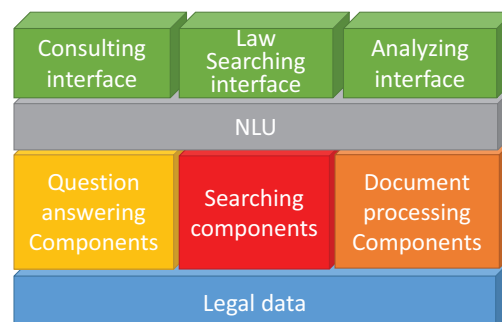 Consulting
interface
Law
Searching
interface
Analyzing
interface
NLU
Question
answering
Components
Searching
components
Document
processing
Components
Legal data